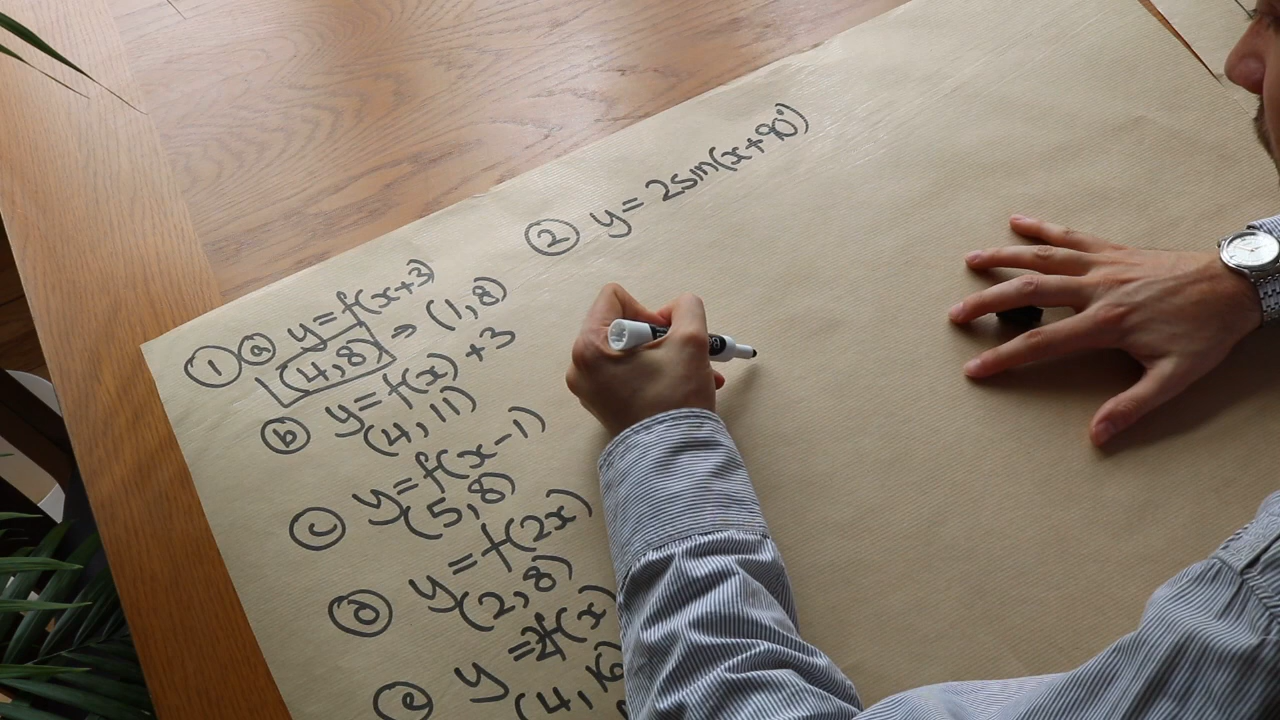 ① ⓐ y = f(x+3)
(4,8) ⇒ (1,8)
ⓑ y = f(x) +3
(4,11)
ⓒ y = f(x-1)
(5,8)
ⓓ y = f(2x)
(2,8)
ⓔ y = 2f(x)
(4,16)
② y = 2sin(x+90°)